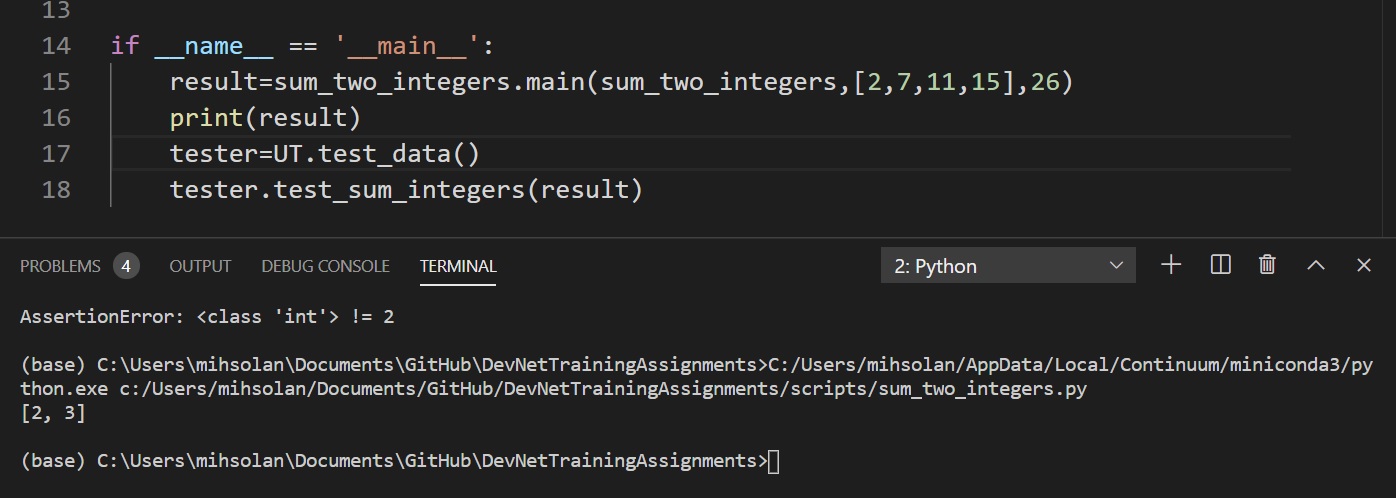 13
14 if __name__ == '__main__':
15 result=sum_two_integers.main(sum_two_integers,[2,7,11,15],26)
16 print(result)
17 tester=UT.test_data()
18 tester.test_sum_integers(result)
PROBLEMS 4 OUTPUT DEBUG CONSOLE TERMINAL 2: Python
AssertionError: <class 'int'> != 2
(base) C:\Users\mihsolan\Documents\GitHub\DevNetTrainingAssignments>C:/Users/mihsolan/AppData/Local/Continuum/miniconda3/py
thon.exe c:/Users/mihsolan/Documents/GitHub/DevNetTrainingAssignments/scripts/sum_two_integers.py
[2, 3]
(base) C:\Users\mihsolan\Documents\GitHub\DevNetTrainingAssignments>